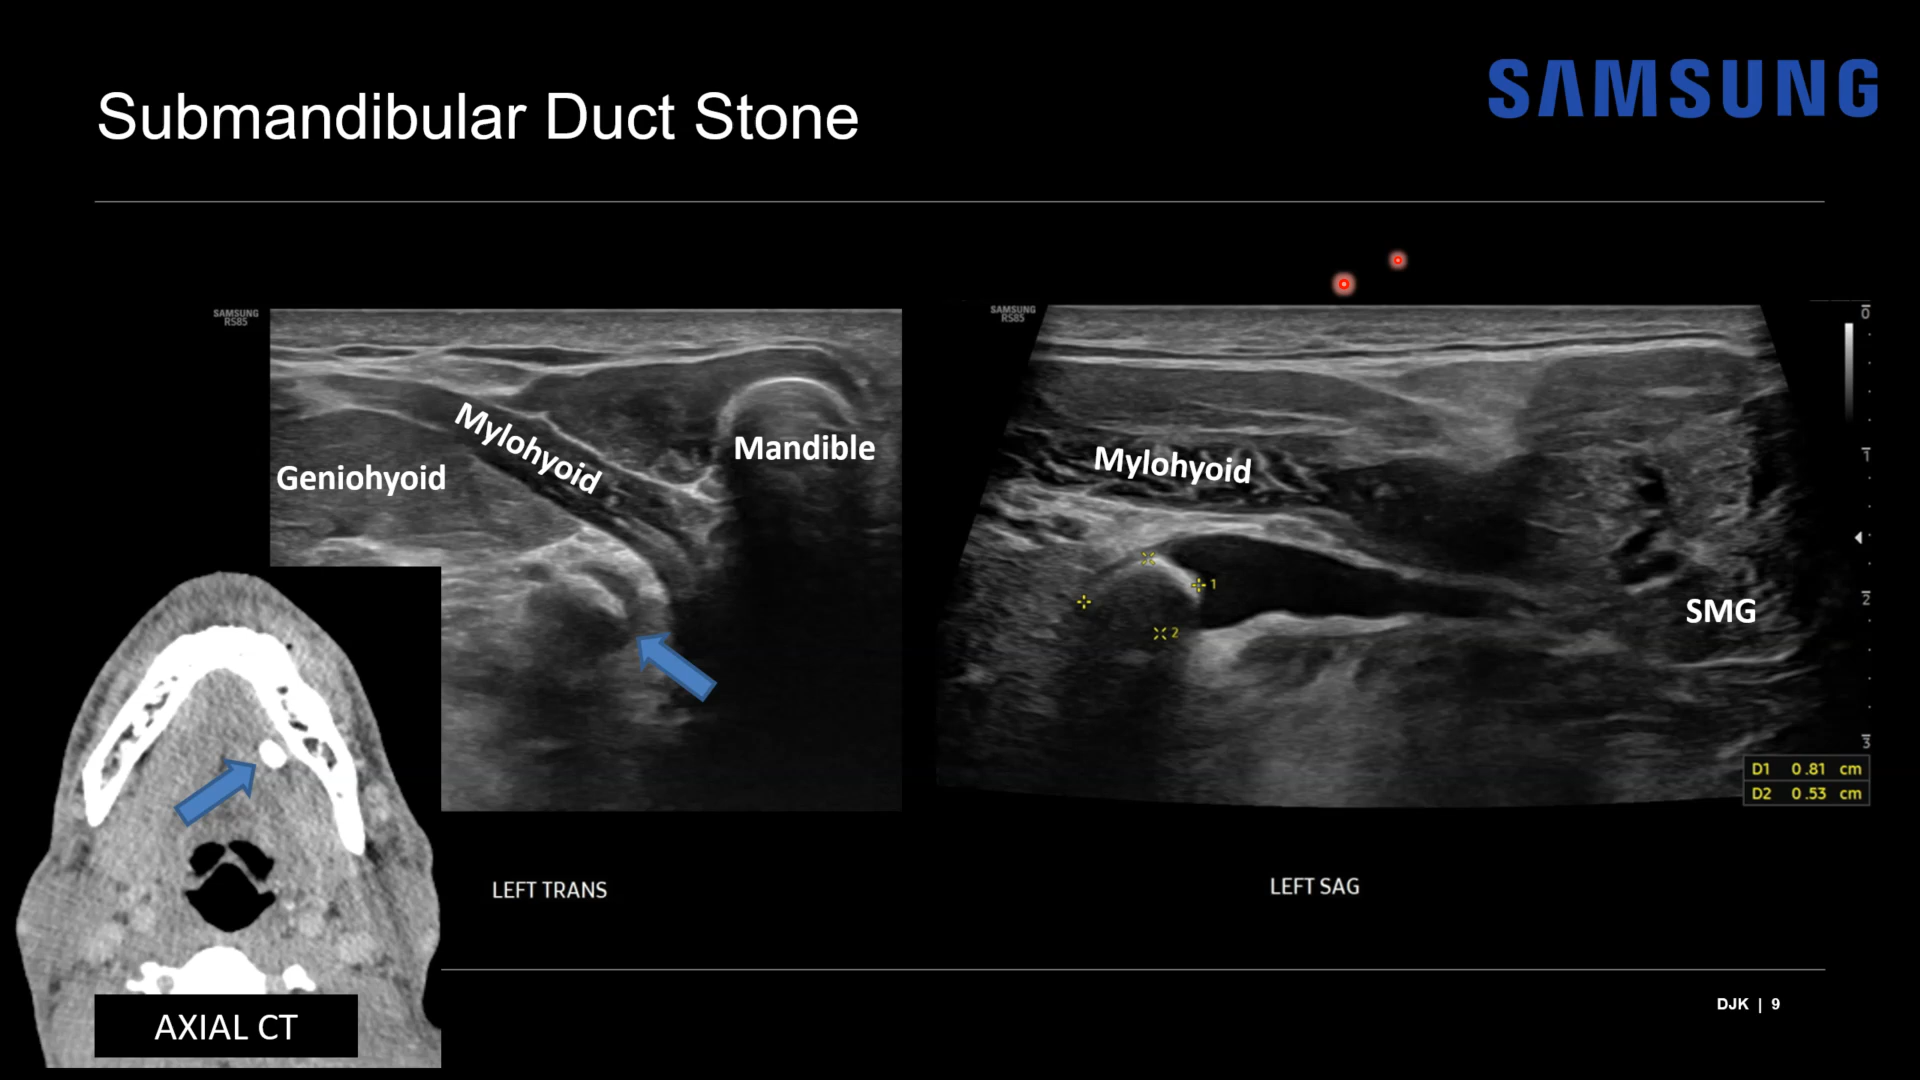 Submandibular Duct Stone
SAMSUNG
SAMSUNG
RS85
Mylohyoid
Geniohyoid
Mandible
LEFT TRANS
SAMSUNG
RS85
Mylohyoid
SMG
1
2
0
1
2
3
D1 0.81 cm
D2 0.53 cm
LEFT SAG
AXIAL CT
DJK | 9